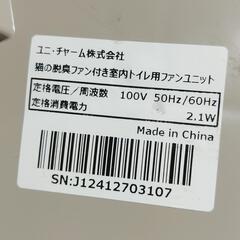 ユニ・チャーム株式会社
猫の脱臭ファン付き室内トイレ用ファンユニット
定格電圧／周波数 100V 50Hz/60Hz
定格消費電力 2.1W
Made in China
SN:J12412703107